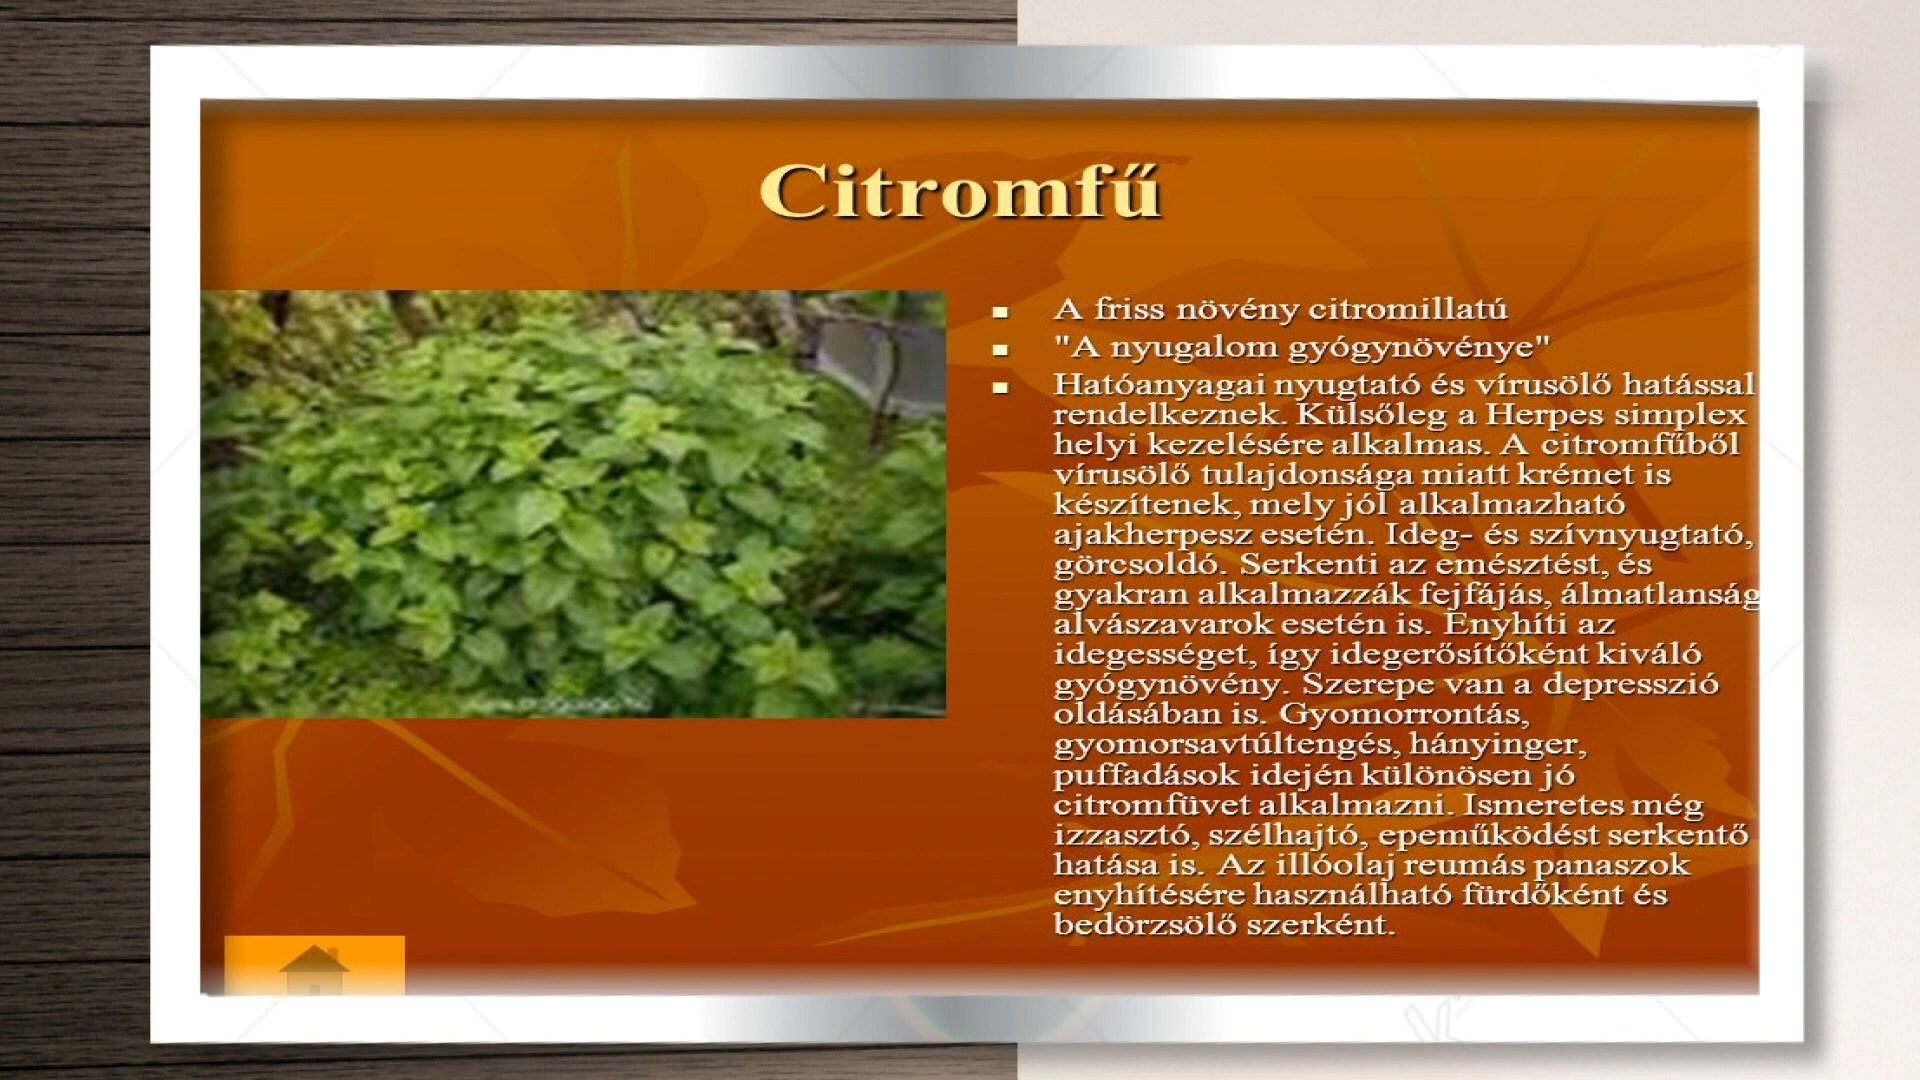 Citromfű
A friss növény citromillatú
"A nyugalom gyógynövénye"
Hatóanyagai nyugtató és vírusölő hatással
rendelkeznek. Külsőleg a Herpes simplex
helyi kezelésére alkalmas. A citromfűből
vírusölő tulajdonsága miatt krémet is
készítenek, mely jól alkalmazható
ajakherpesz esetén. Ideg- és szívnyugtató,
görcsoldó. Serkenti az emésztést, és
gyakran alkalmazzák fejfájás, álmatlanság
alvászavarok esetén is. Enyhíti az
idegességet, így idegerősítőként kiváló
gyógynövény. Szerepe van a depresszió
oldásában is. Gyomorrontás,
gyomorsavtúltengés, hányinger,
puffadások idején különösen jó
citromfüvet alkalmazni. Ismeretes még
izzasztó, szélhajtó, epeműködést serkentő
hatása is. Az illóolaj reumás panaszok
enyhítésére használható fürdőként és
bedörzsölő szerként.